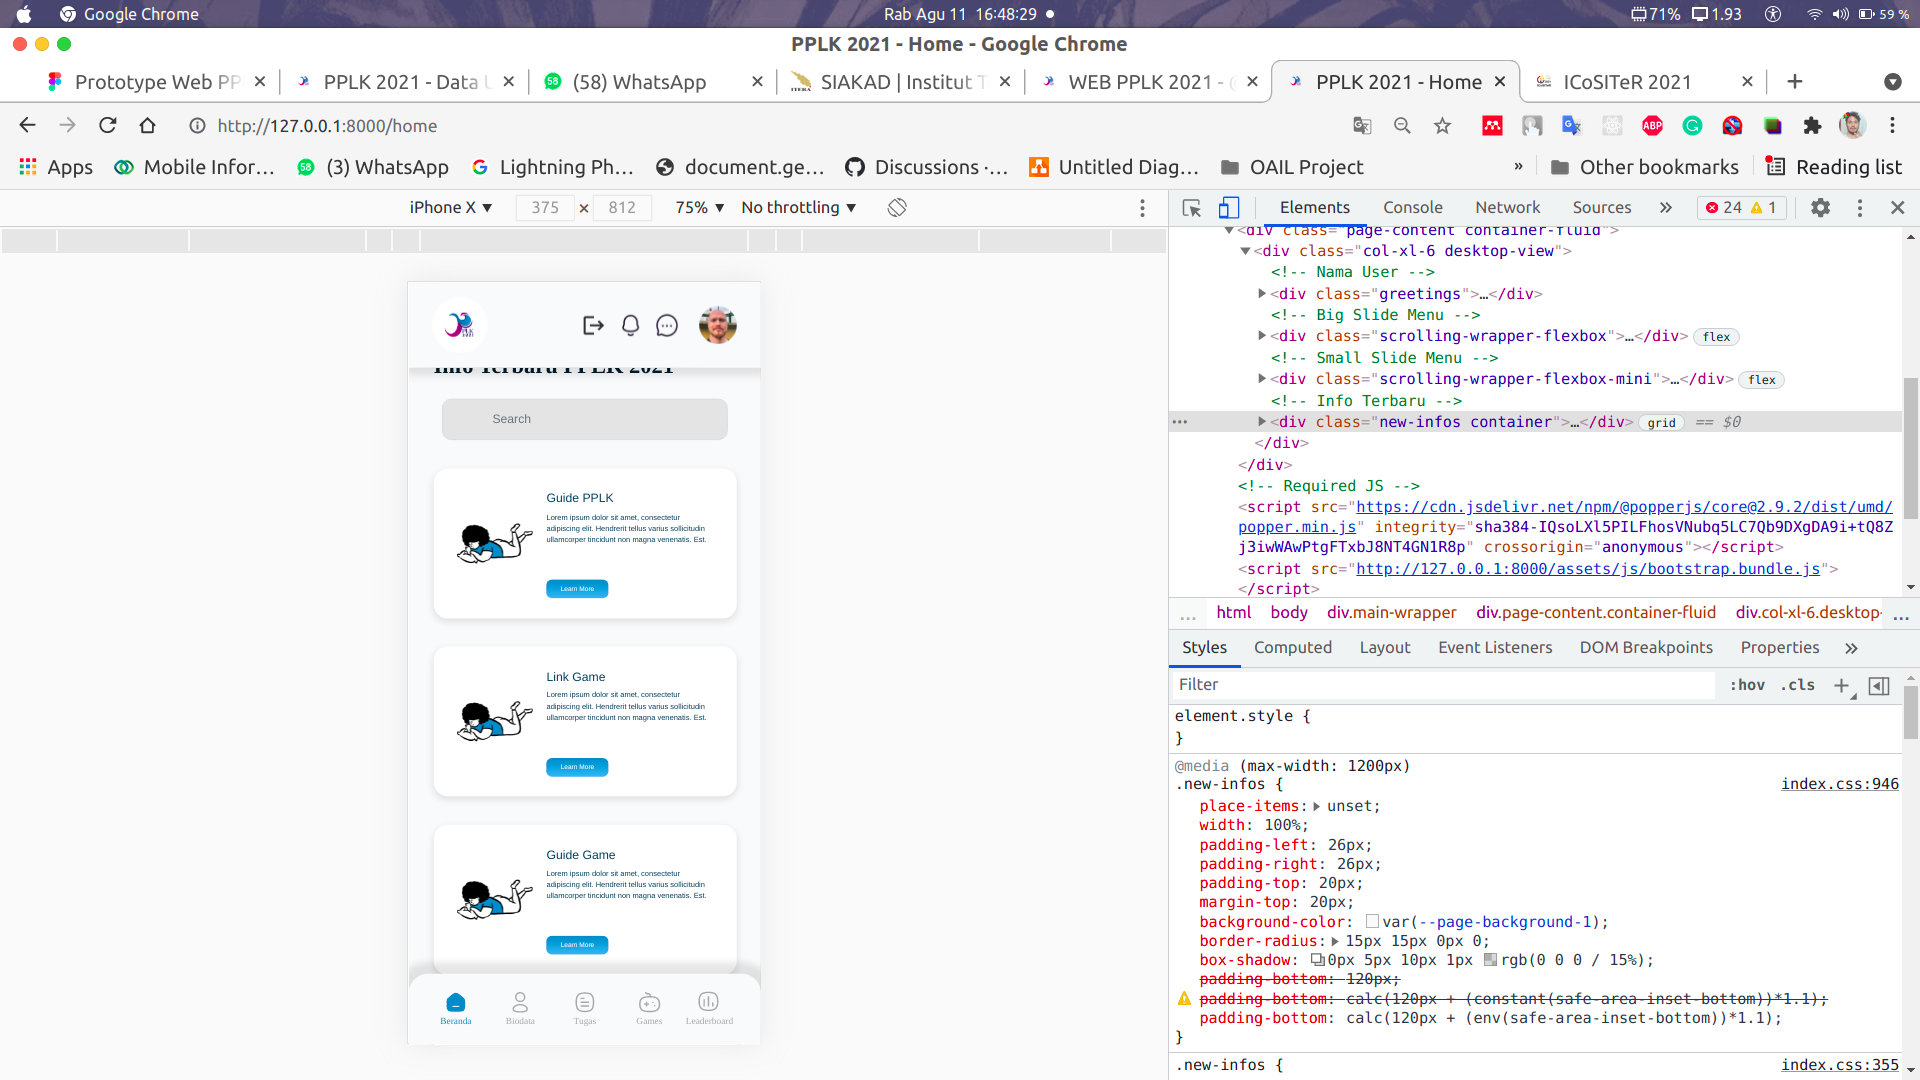 Google Chrome
Rab Agu 11 16:48:29
71% 1.93 59 %
PPLK 2021 - Home - Google Chrome
Prototype Web PP
PPLK 2021 - Data U
(58) WhatsApp
SIAKAD | Institut T
WEB PPLK 2021 -
PPLK 2021 - Home
ICoSITeR 2021
http://127.0.0.1:8000/home
Apps
Mobile Infor...
(3) WhatsApp
Lightning Ph...
document.ge...
Discussions ·...
Untitled Diag...
OAIL Project
»
Other bookmarks
Reading list
iPhone X
375 × 812
75%
No throttling
Info Terbaru PPLK 2021
Search
Guide PPLK
Lorem ipsum dolor sit amet, consectetur
adipiscing elit. Hendrerit tellus varius sollicitudin
ullamcorper tincidunt non magna venenatis. Est.
Learn More
Link Game
Lorem ipsum dolor sit amet, consectetur
adipiscing elit. Hendrerit tellus varius sollicitudin
ullamcorper tincidunt non magna venenatis. Est.
Learn More
Guide Game
Lorem ipsum dolor sit amet, consectetur
adipiscing elit. Hendrerit tellus varius sollicitudin
ullamcorper tincidunt non magna venenatis. Est.
Learn More
Beranda
Biodata
Tugas
Games
Leaderboard
Elements Console Network Sources » 24 1
<div class="page-content container-fluid">
<div class="col-xl-6 desktop-view">
<!-- Nama User -->
<div class="greetings">…</div>
<!-- Big Slide Menu -->
<div class="scrolling-wrapper-flexbox">…</div> flex
<!-- Small Slide Menu -->
<div class="scrolling-wrapper-flexbox-mini">…</div> flex
<!-- Info Terbaru -->
<div class="new-infos container">…</div> grid == $0
</div>
</div>
<!-- Required JS -->
<script src="https://cdn.jsdelivr.net/npm/@popperjs/core@2.9.2/dist/umd/
popper.min.js" integrity="sha384-IQsoLXl5PILFhosVNubq5LC7Qb9DXgDA9i+tQ8Z
j3iwWAwPtgFTxbJ8NT4GN1R8p" crossorigin="anonymous"></script>
<script src="http://127.0.0.1:8000/assets/js/bootstrap.bundle.js">
</script>
... html body div.main-wrapper div.page-content.container-fluid div.col-xl-6.desktop- ...
Styles Computed Layout Event Listeners DOM Breakpoints Properties »
Filter
:hov .cls +
element.style {
}
@media (max-width: 1200px)
.new-infos {
index.css:946
place-items: unset;
width: 100%;
padding-left: 26px;
padding-right: 26px;
padding-top: 20px;
margin-top: 20px;
background-color: var(--page-background-1);
border-radius: 15px 15px 0px 0;
box-shadow: 0px 5px 10px 1px rgb(0 0 0 / 15%);
padding-bottom: 120px;
padding-bottom: calc(120px + (constant(safe-area-inset-bottom))*1.1);
padding-bottom: calc(120px + (env(safe-area-inset-bottom))*1.1);
}
.new-infos {
index.css:355